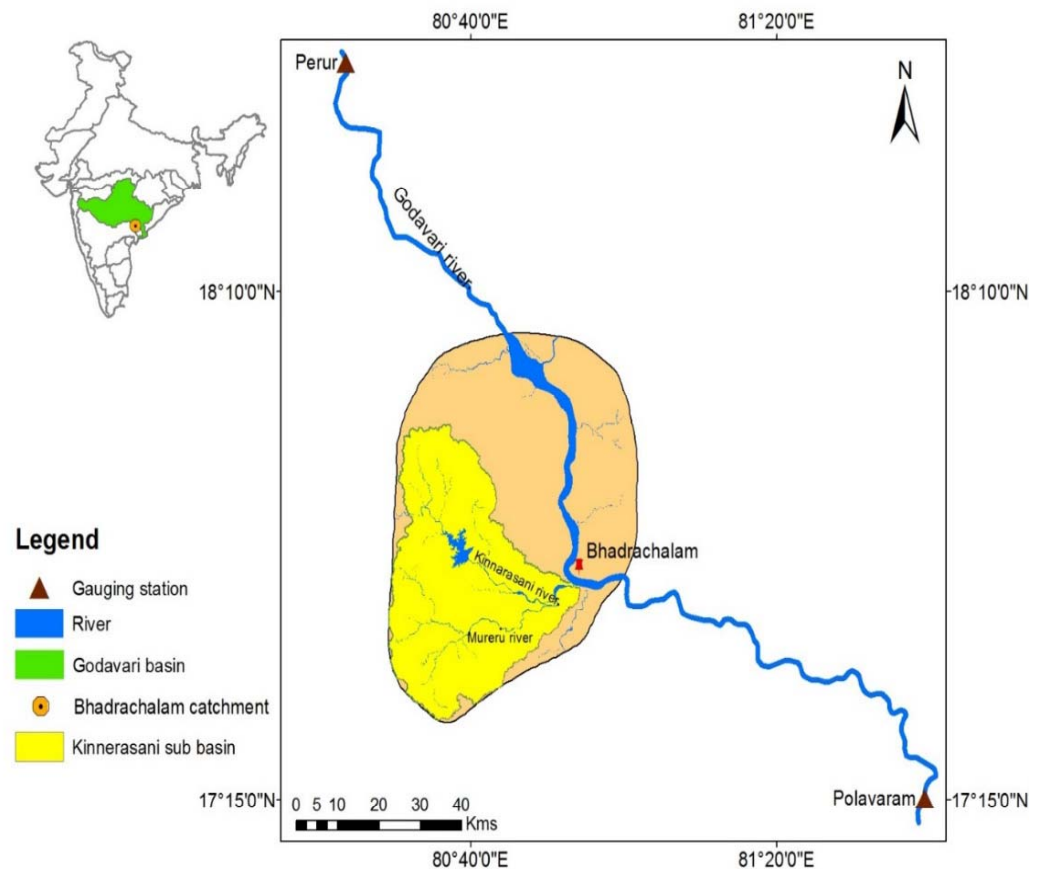 80°40'0"E
81°20'0"E
Perur
N
Godavari river
18°10'0"N
18°10'0"N
Bhadrachalam
Kinnarasani river
Mureru river
Legend
Gauging station
River
Godavari basin
Bhadrachalam catchment
Kinnerasani sub basin
Polavaram
17°15'0"N
17°15'0"N
0 5 10 20 30 40
Kms
80°40'0"E
81°20'0"E